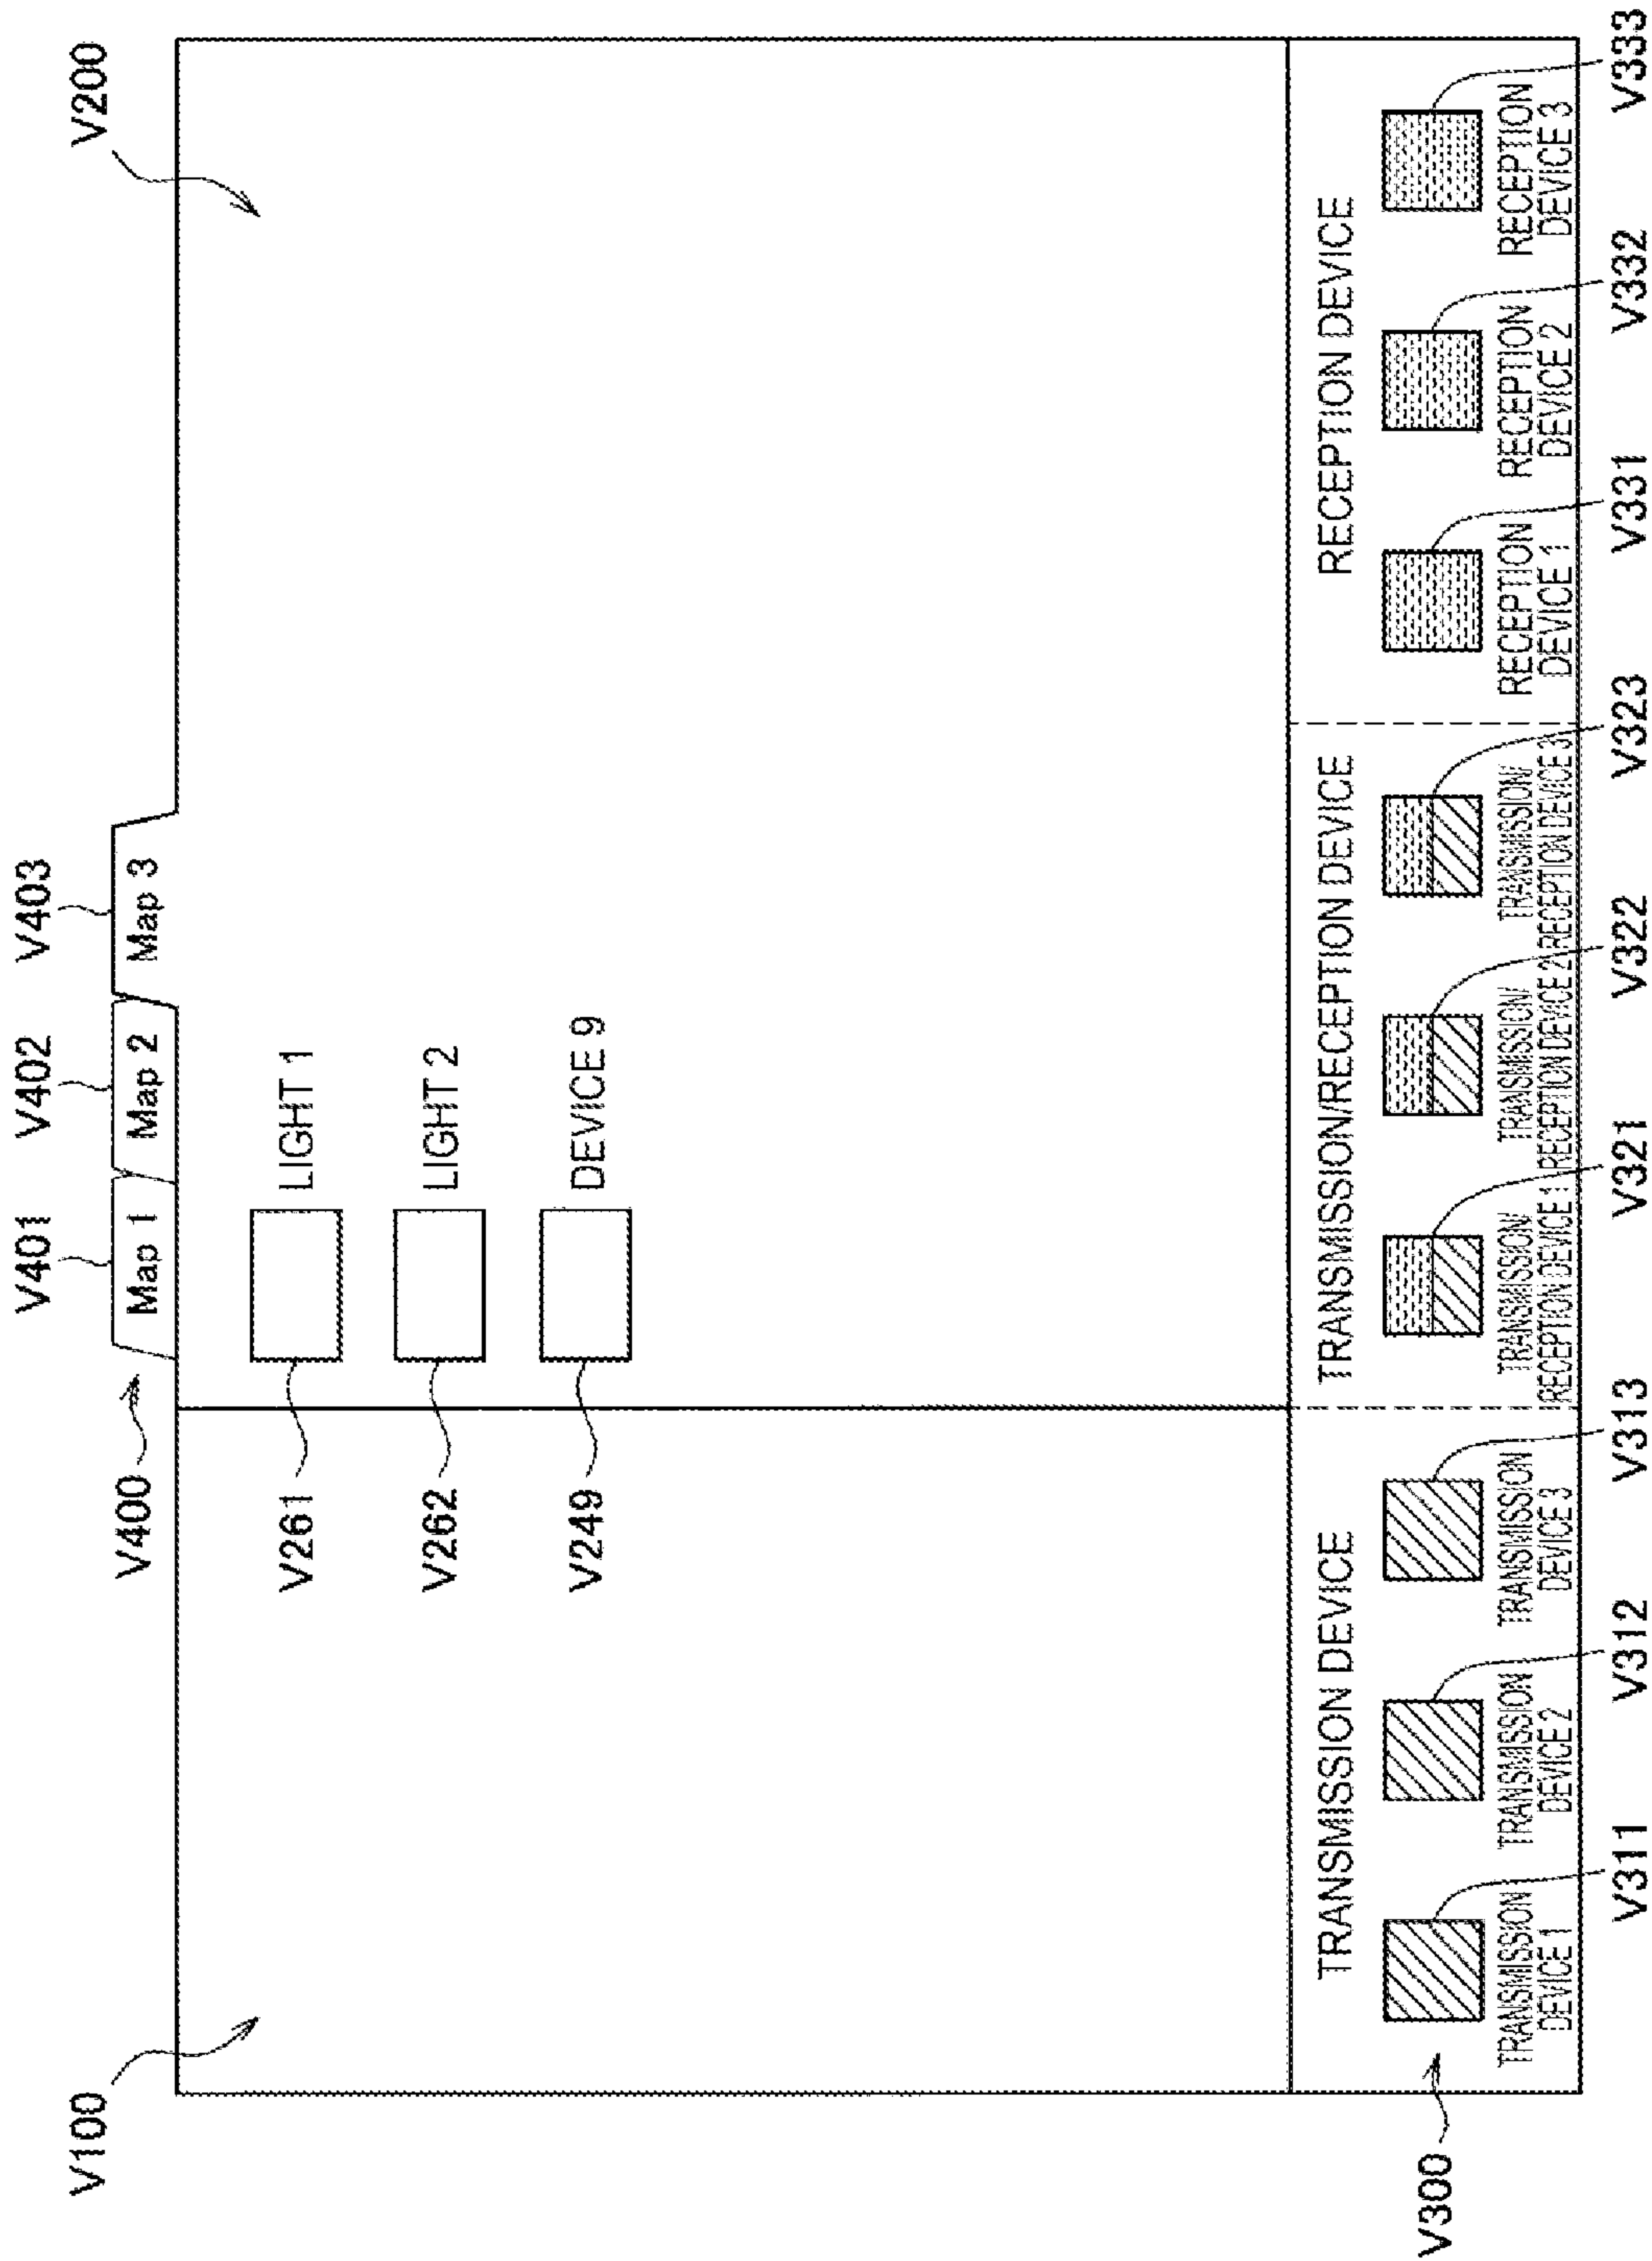 V401
V402
V403
V400
Map 1
Map 2
Map 3
V100
V200
V261
LIGHT 1
V262
LIGHT 2
V249
DEVICE 9
V300
TRANSMISSION DEVICE
TRANSMISSION
DEVICE 1
TRANSMISSION
DEVICE 2
TRANSMISSION
DEVICE 3
TRANSMISSION/RECEPTION DEVICE
TRANSMISSION/
RECEPTION DEVICE 1
TRANSMISSION/
RECEPTION DEVICE 2
TRANSMISSION/
RECEPTION DEVICE 3
RECEPTION DEVICE
RECEPTION
DEVICE 1
RECEPTION
DEVICE 2
RECEPTION
DEVICE 3
V311
V312
V313
V321
V322
V323
V331
V332
V333